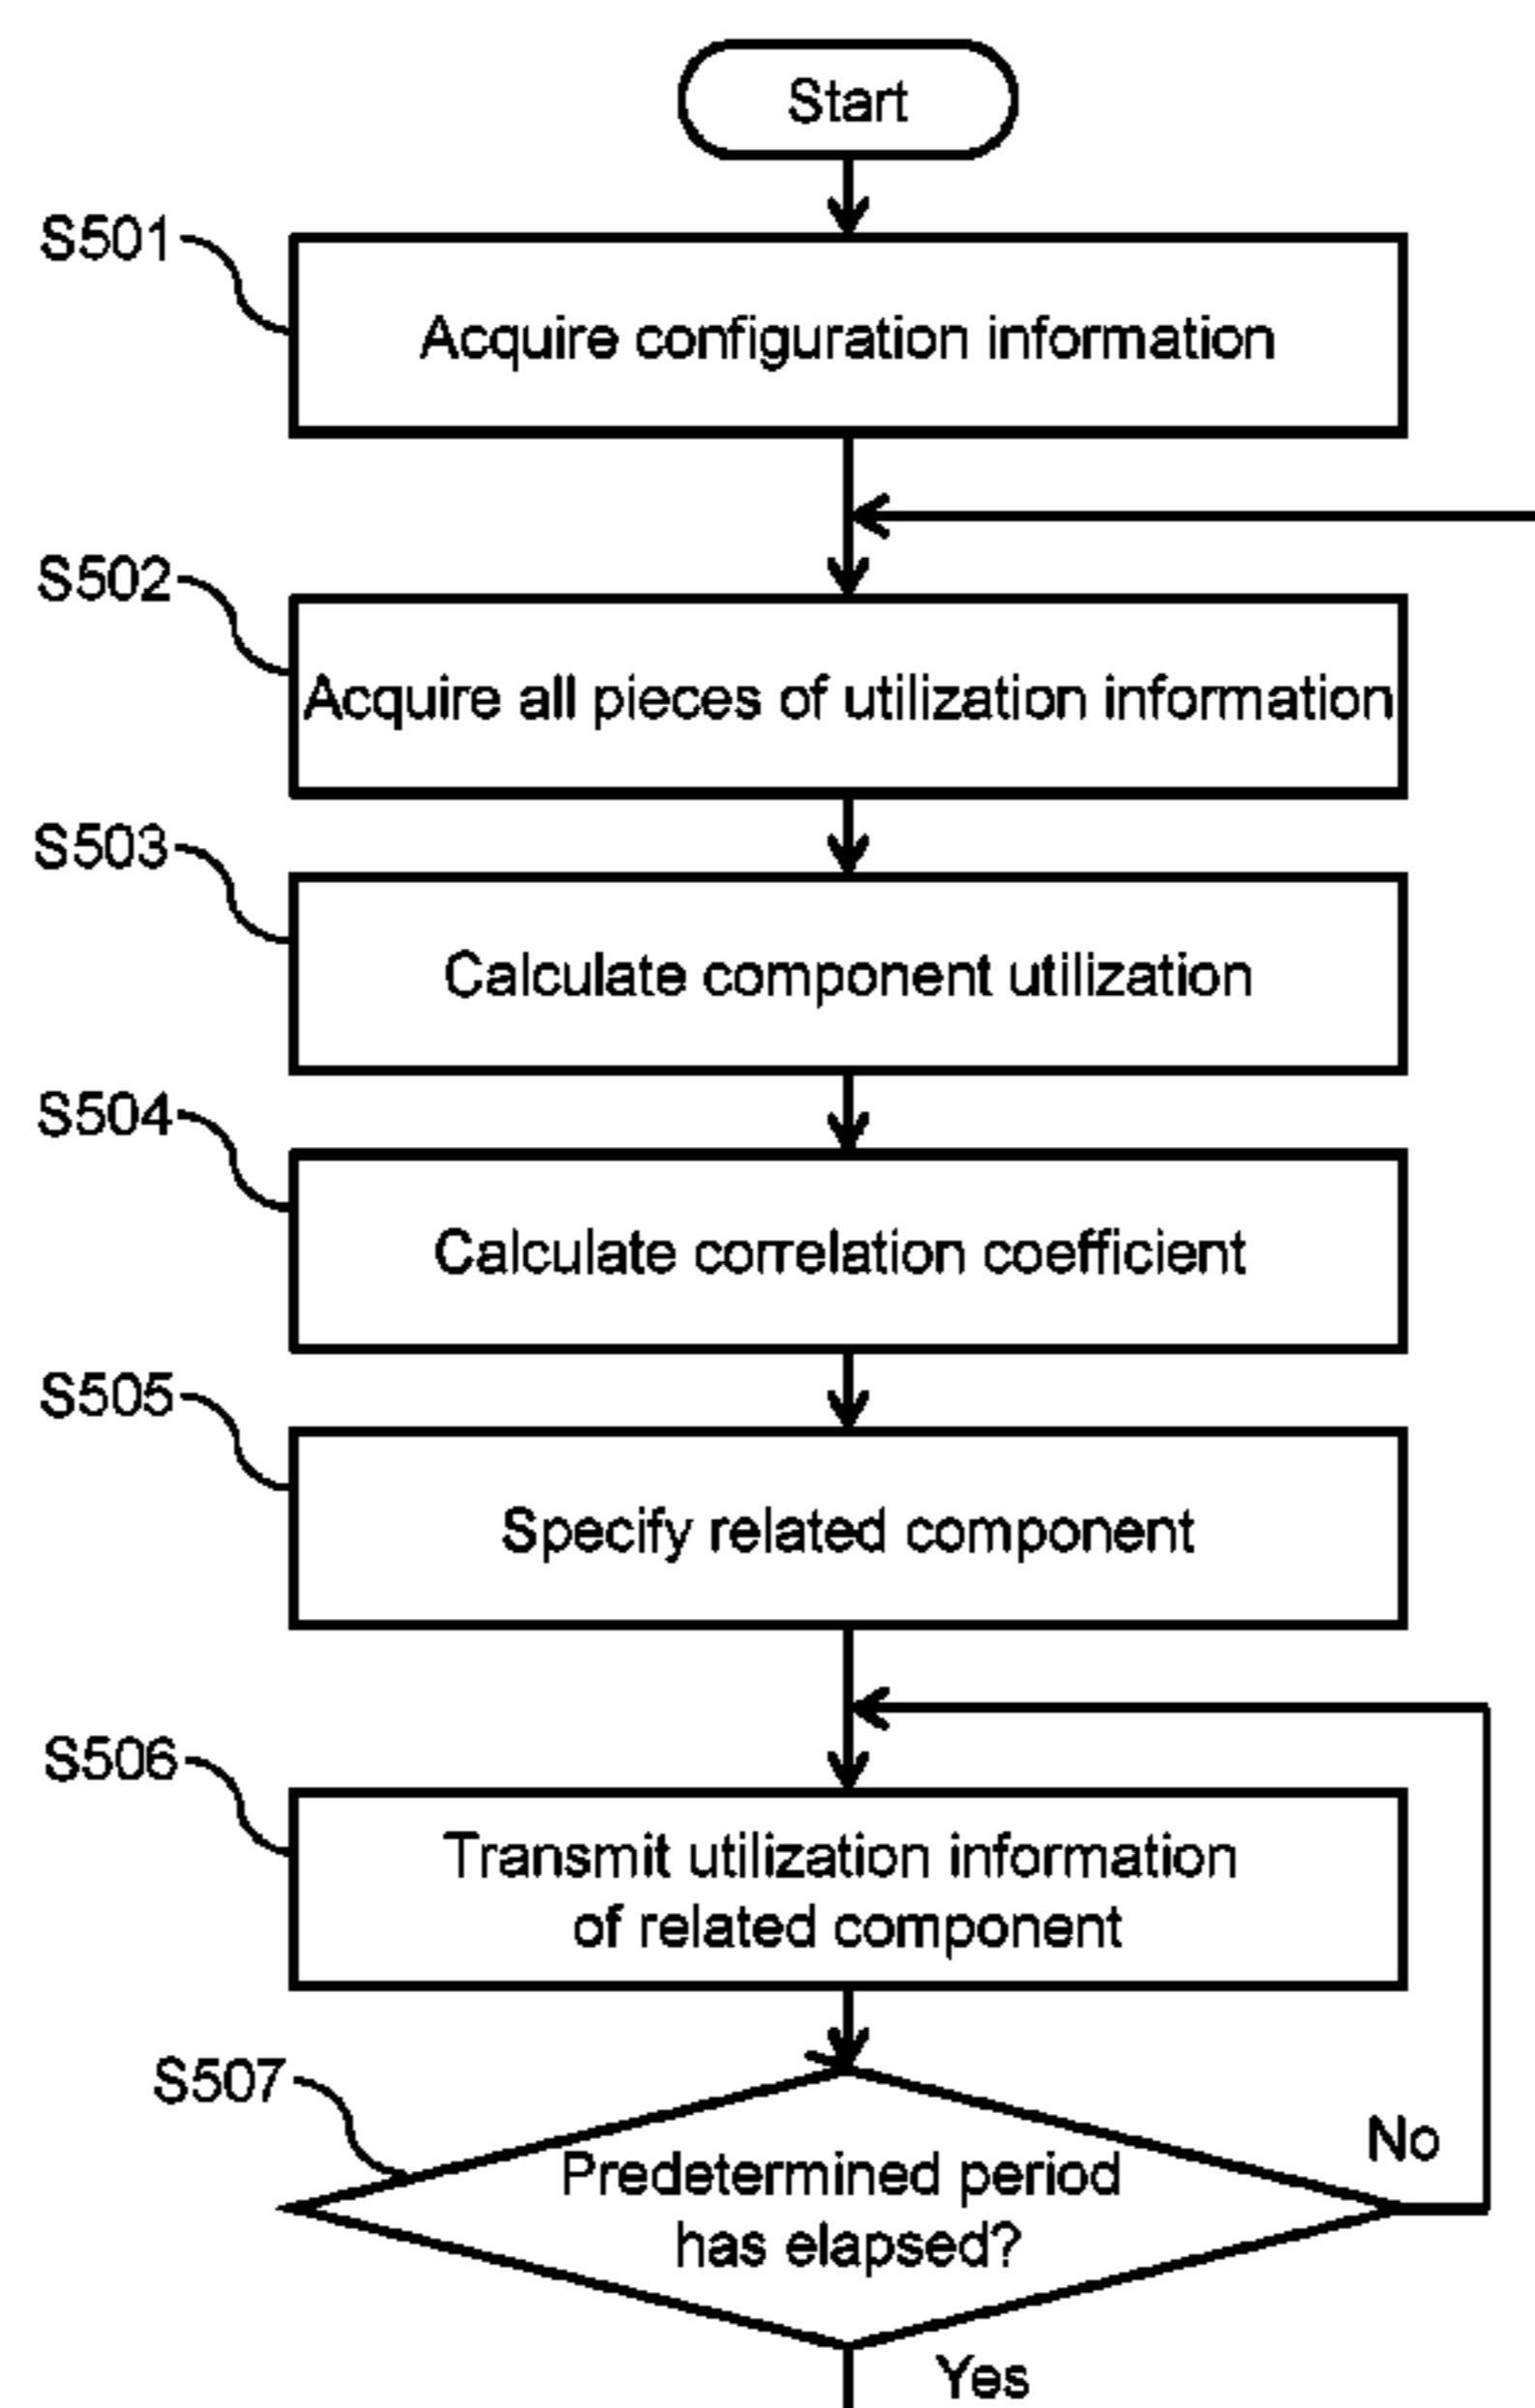 Start
S501
Acquire configuration information
S502
Acquire all pieces of utilization information
S503
Calculate component utilization
S504
Calculate correlation coefficient
S505
Specify related component
S506
Transmit utilization information
of related component
S507
Predetermined period
has elapsed?
No
Yes